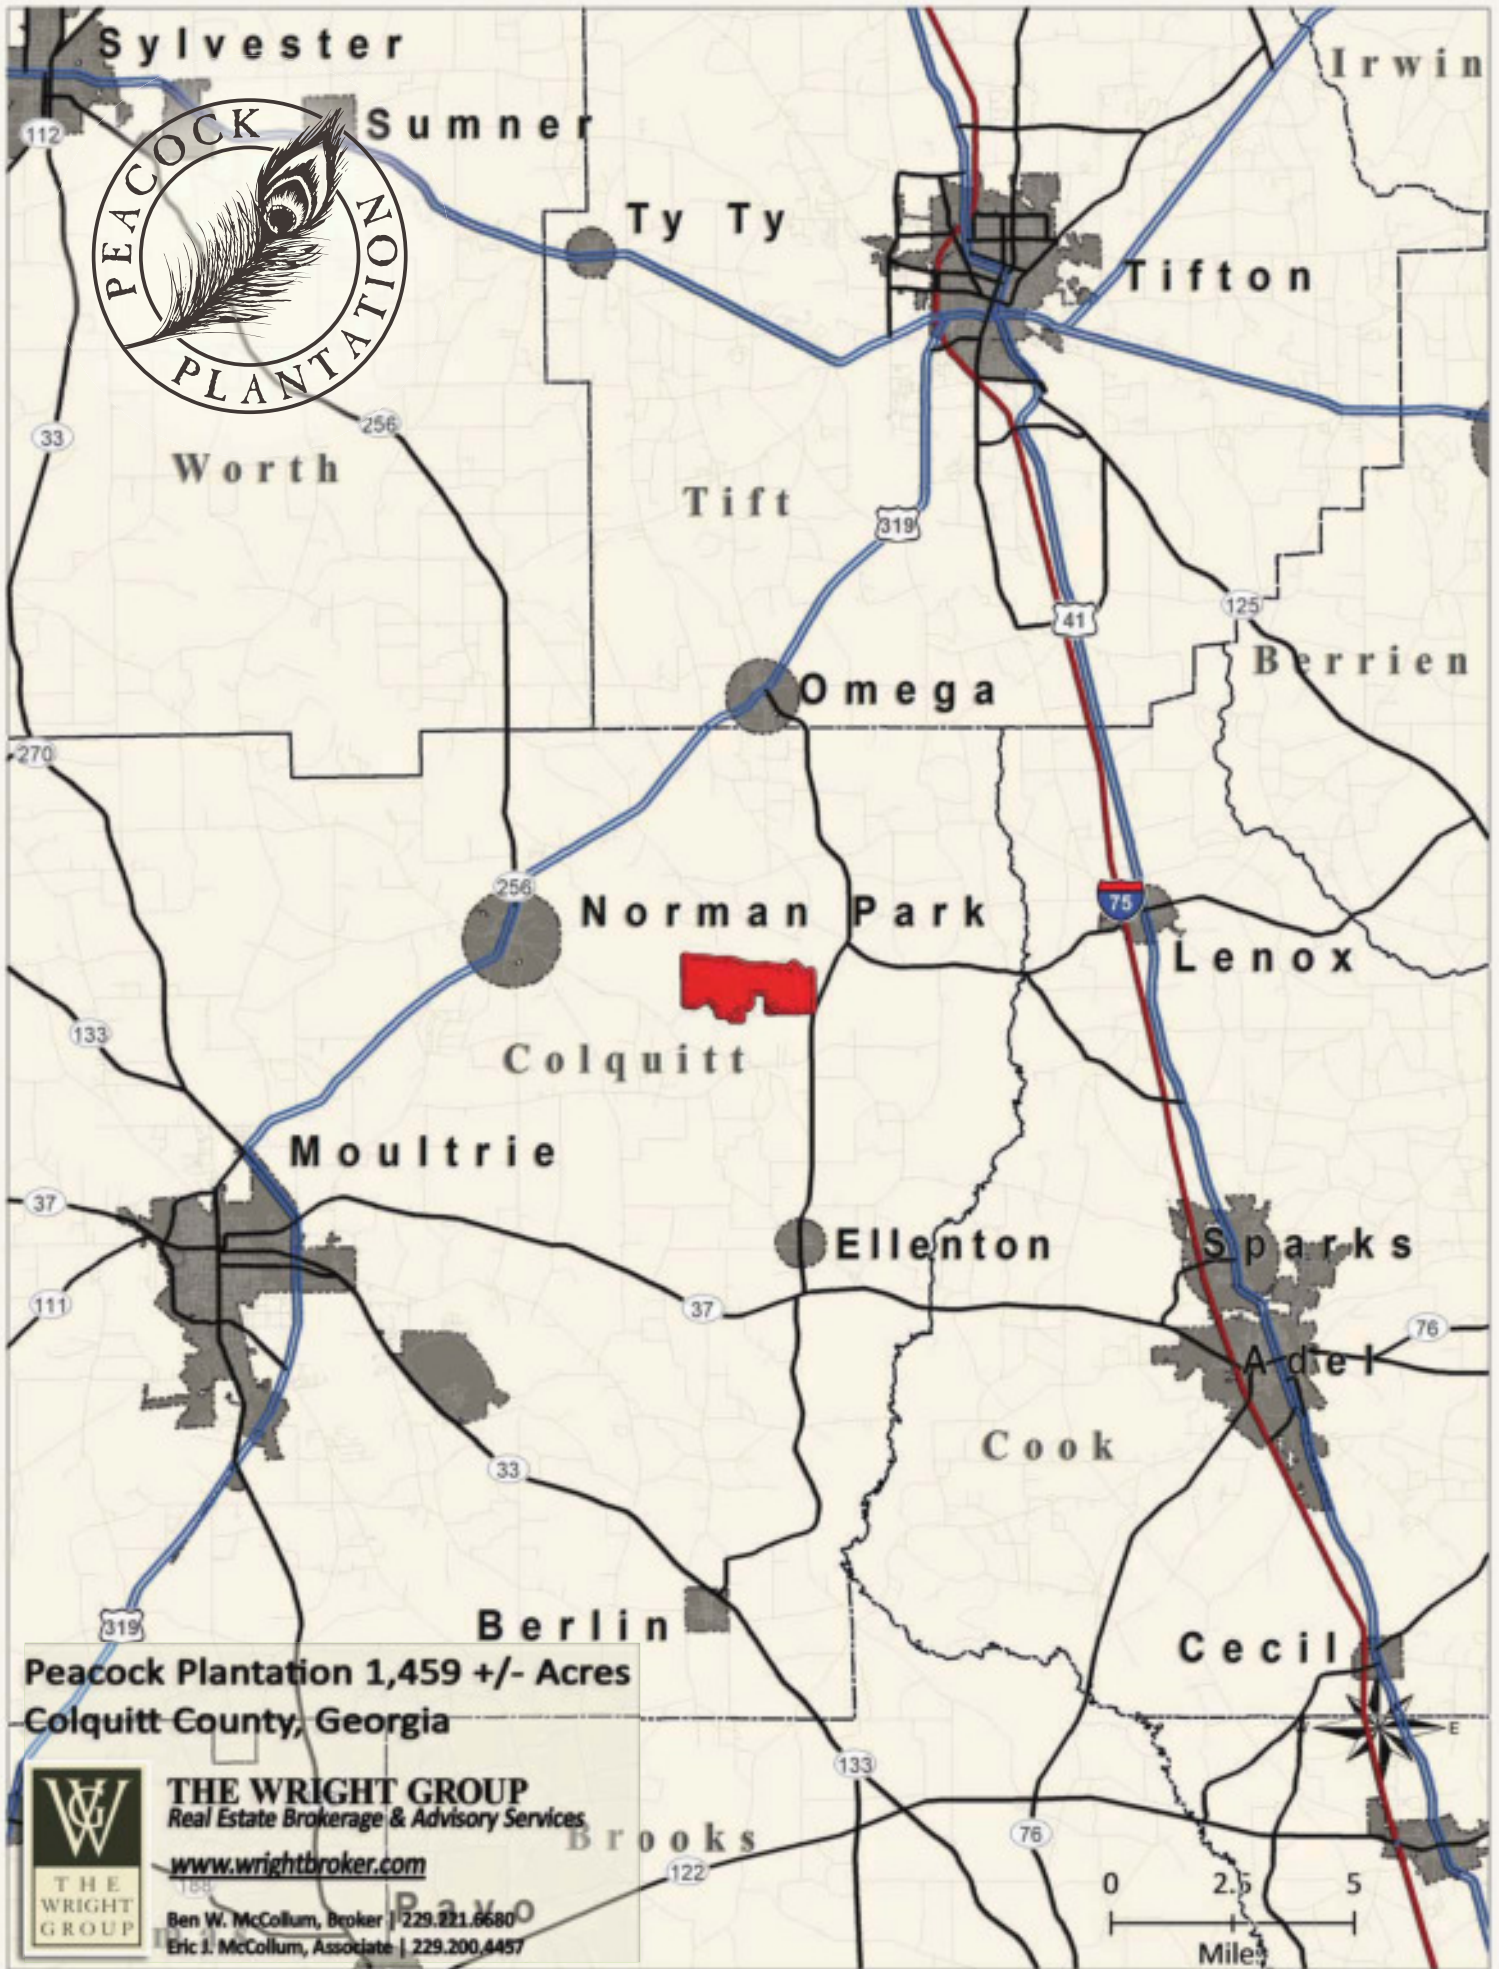 Sylvester
Irwin
Sumner
112
PEACOCK
PLANTATION
Ty Ty
Tifton
33
256
Worth
Tift
319
41
125
Berrien
Omega
270
256
Norman Park
75
Lenox
133
Colquitt
Moultrie
37
Ellenton
Sparks
111
37
76
Adel
Cook
33
Berlin
319
Cecil
Peacock Plantation 1,459 +/- Acres
Colquitt County, Georgia
E
133
THE WRIGHT GROUP
Real Estate Brokerage & Advisory Services
Brooks
76
www.wrightbroker.com
122
188
0 2.5 5
Miles
THE
WRIGHT
GROUP
Pavo
Ben W. McCollum, Broker | 229.221.6680
Eric J. McCollum, Associate | 229.200.4457